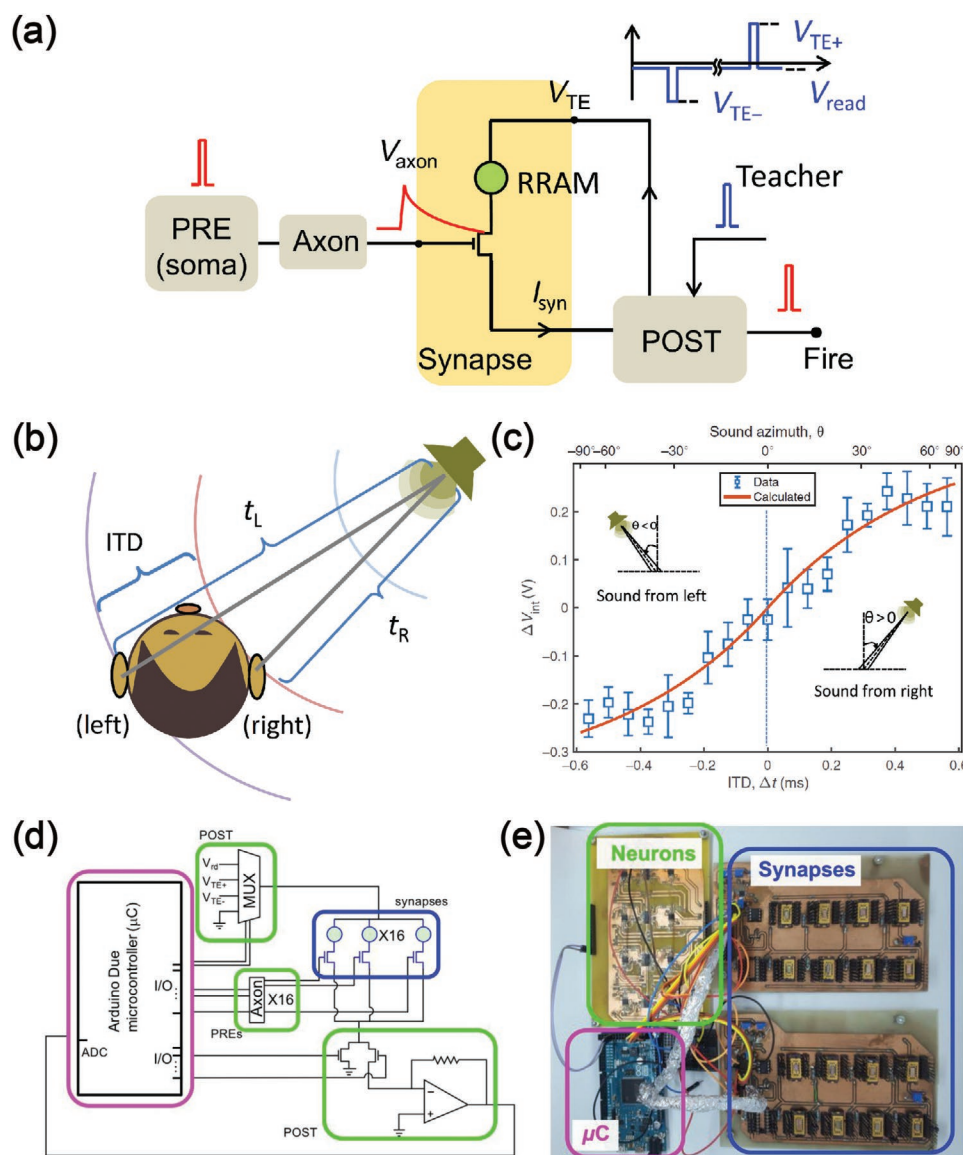 (a)
V_TE+
V_TE
V_TE−
V_read
V_axon
RRAM
Teacher
PRE
(soma)
Axon
I_syn
Synapse
POST
Fire
(b)
ITD
t_L
t_R
(left)
(right)
(c)
Sound azimuth, θ
−90° −60° −30° 0° 30° 60° 90°
Data
Calculated
0.2
0.1
0
−0.1
−0.2
−0.3
ΔV_int (V)
θ<0
Sound from left
θ>0
Sound from right
−0.6 −0.4 −0.2 0 0.2 0.4 0.6
ITD, Δt (ms)
(d)
POST
V_rd
V_TE+
V_TE-
MUX
synapses
X16
Arduino Due
microcontroller (μC)
I/O
Axon
X16
PREs
ADC
I/O
−
+
POST
(e)
Neurons
Synapses
μC